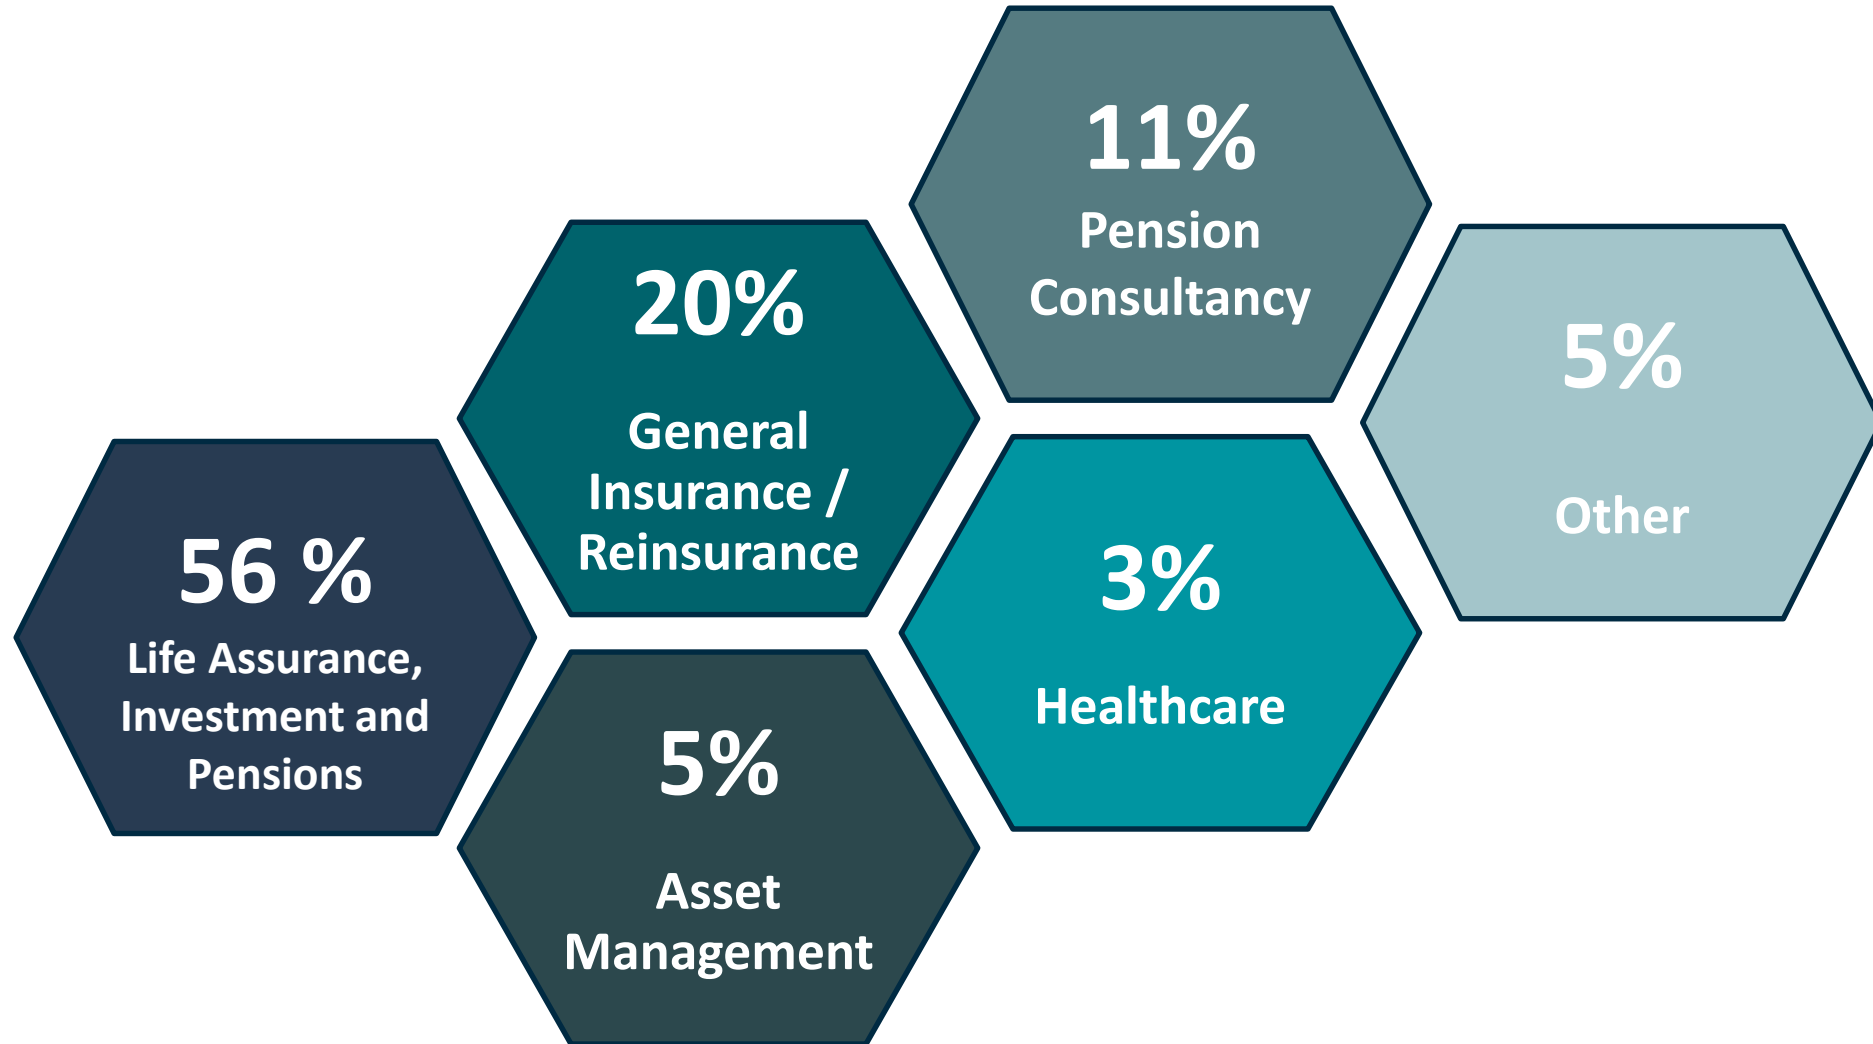 56 %
Life Assurance,
Investment and
Pensions
20%
General
Insurance /
Reinsurance
5%
Asset
Management
11%
Pension
Consultancy
3%
Healthcare
5%
Other